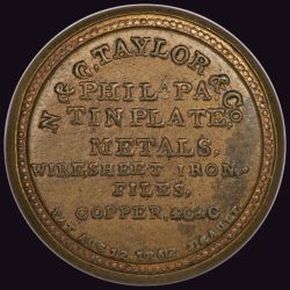 N & G. TAYLOR & Co
PHILA PA
TIN PLATE,
METALS,
WIRE, SHEET IRON,
FILES,
COPPER, &C &C